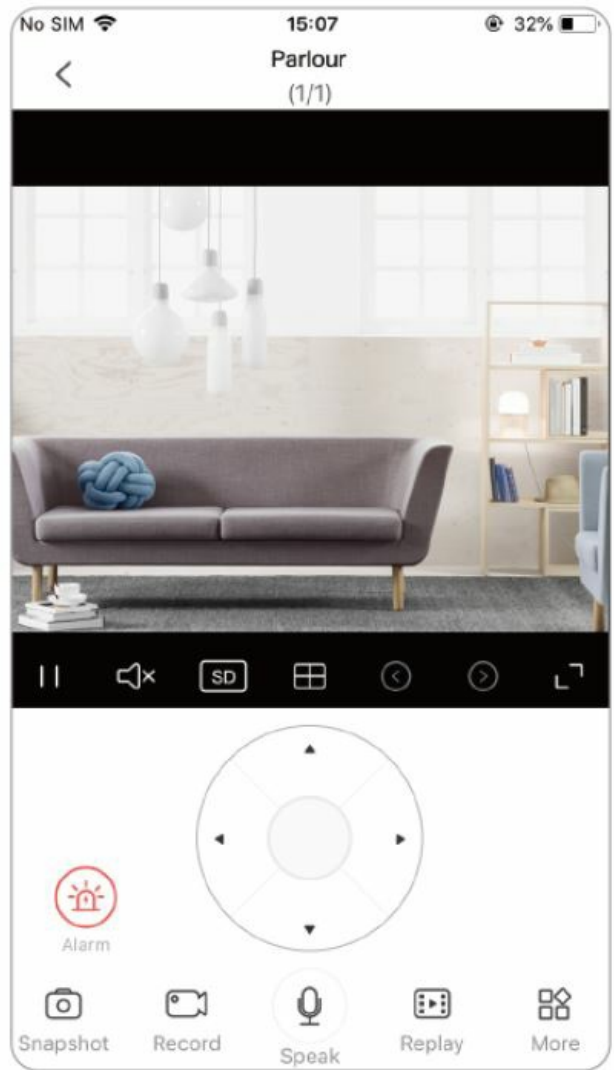 No SIM 15:07 32%
Parlour
(1/1)
SD
Alarm
Snapshot Record Speak Replay More